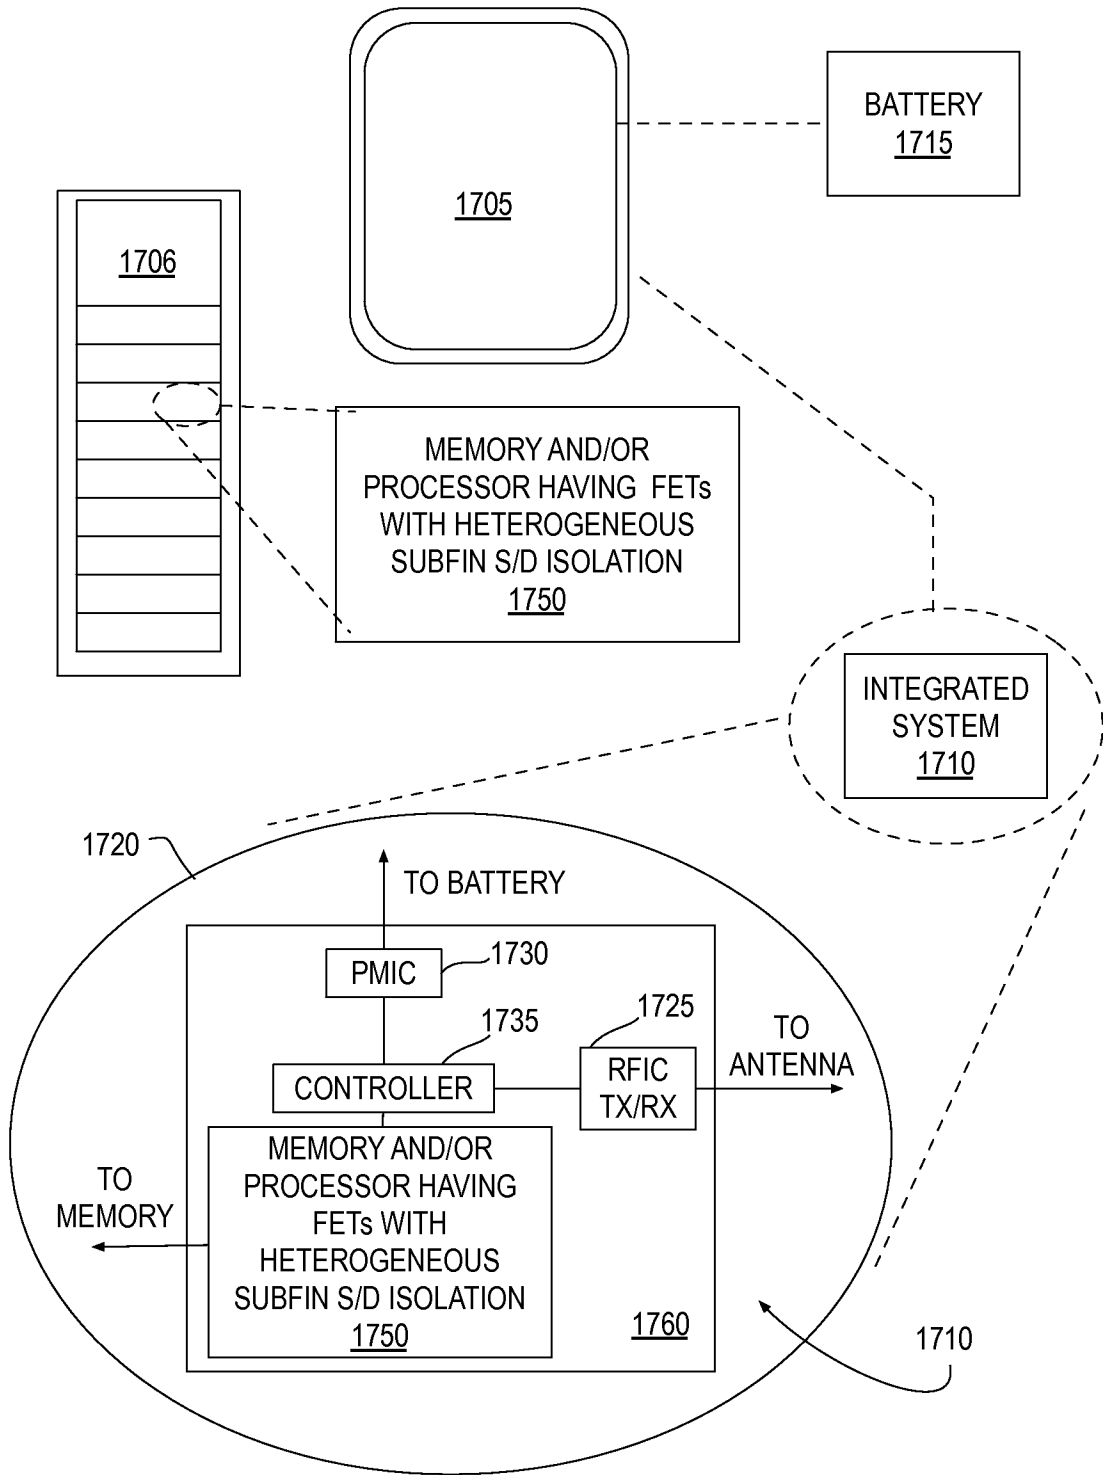 BATTERY
1715
1705
1706
MEMORY AND/OR
PROCESSOR HAVING FETs
WITH HETEROGENEOUS
SUBFIN S/D ISOLATION
1750
INTEGRATED
SYSTEM
1710
1720
TO BATTERY
PMIC
1730
1735
1725
CONTROLLER
RFIC
TX/RX
TO
ANTENNA
MEMORY AND/OR
PROCESSOR HAVING
FETs WITH
HETEROGENEOUS
SUBFIN S/D ISOLATION
1750
TO
MEMORY
1760
1710